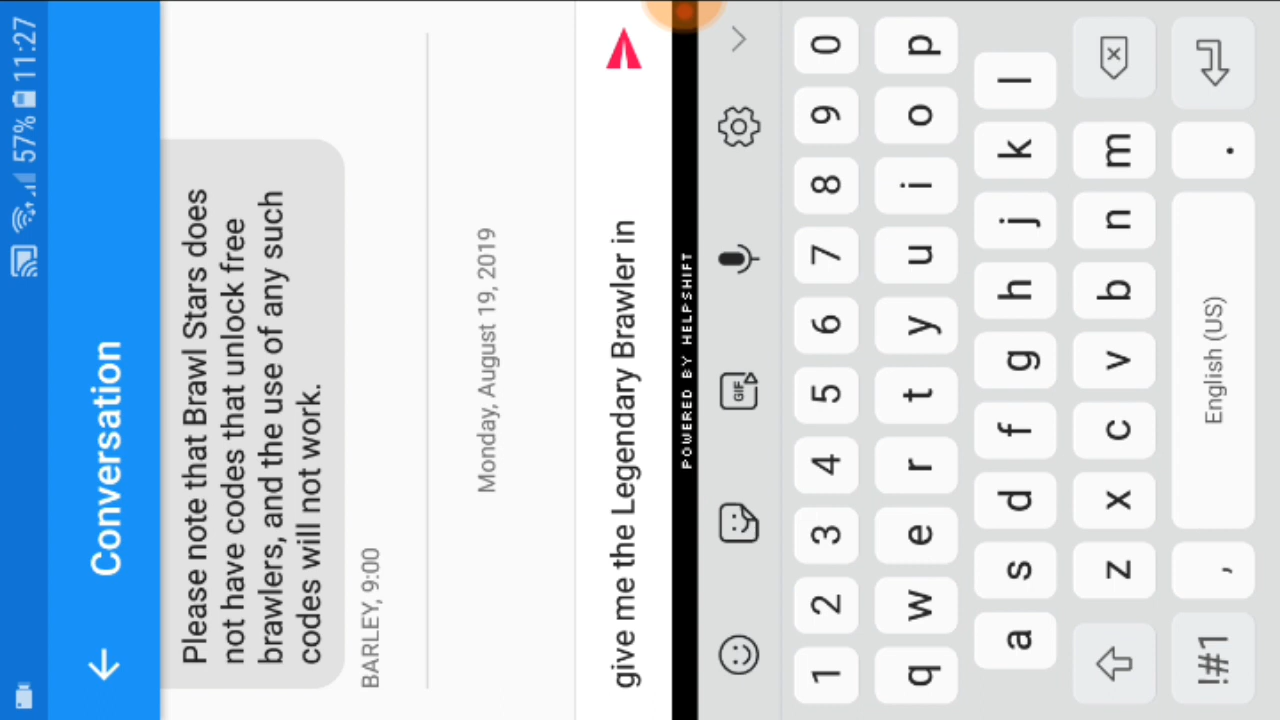 57% 11:27
Conversation
Please note that Brawl Stars does
not have codes that unlock free
brawlers, and the use of any such
codes will not work.
BARLEY, 9:00
Monday, August 19, 2019
give me the Legendary Brawler in
POWERED BY HELPSHIFT
GIF
1 2 3 4 5 6 7 8 9 0
q w e r t y u i o p
a s d f g h j k l
z x c v b n m
!#1 , English (US) .